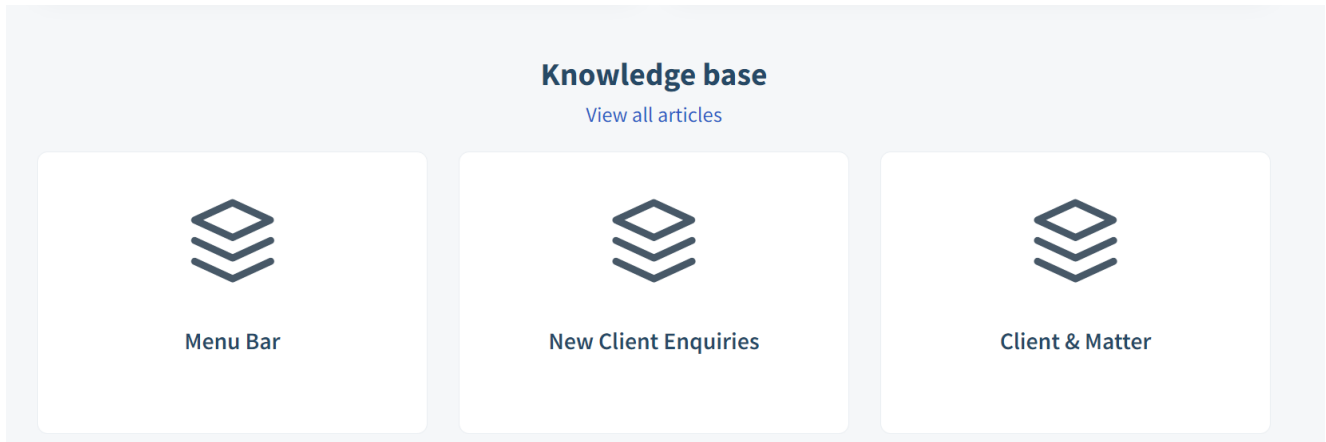 Knowledge base
View all articles
Menu Bar
New Client Enquiries
Client & Matter